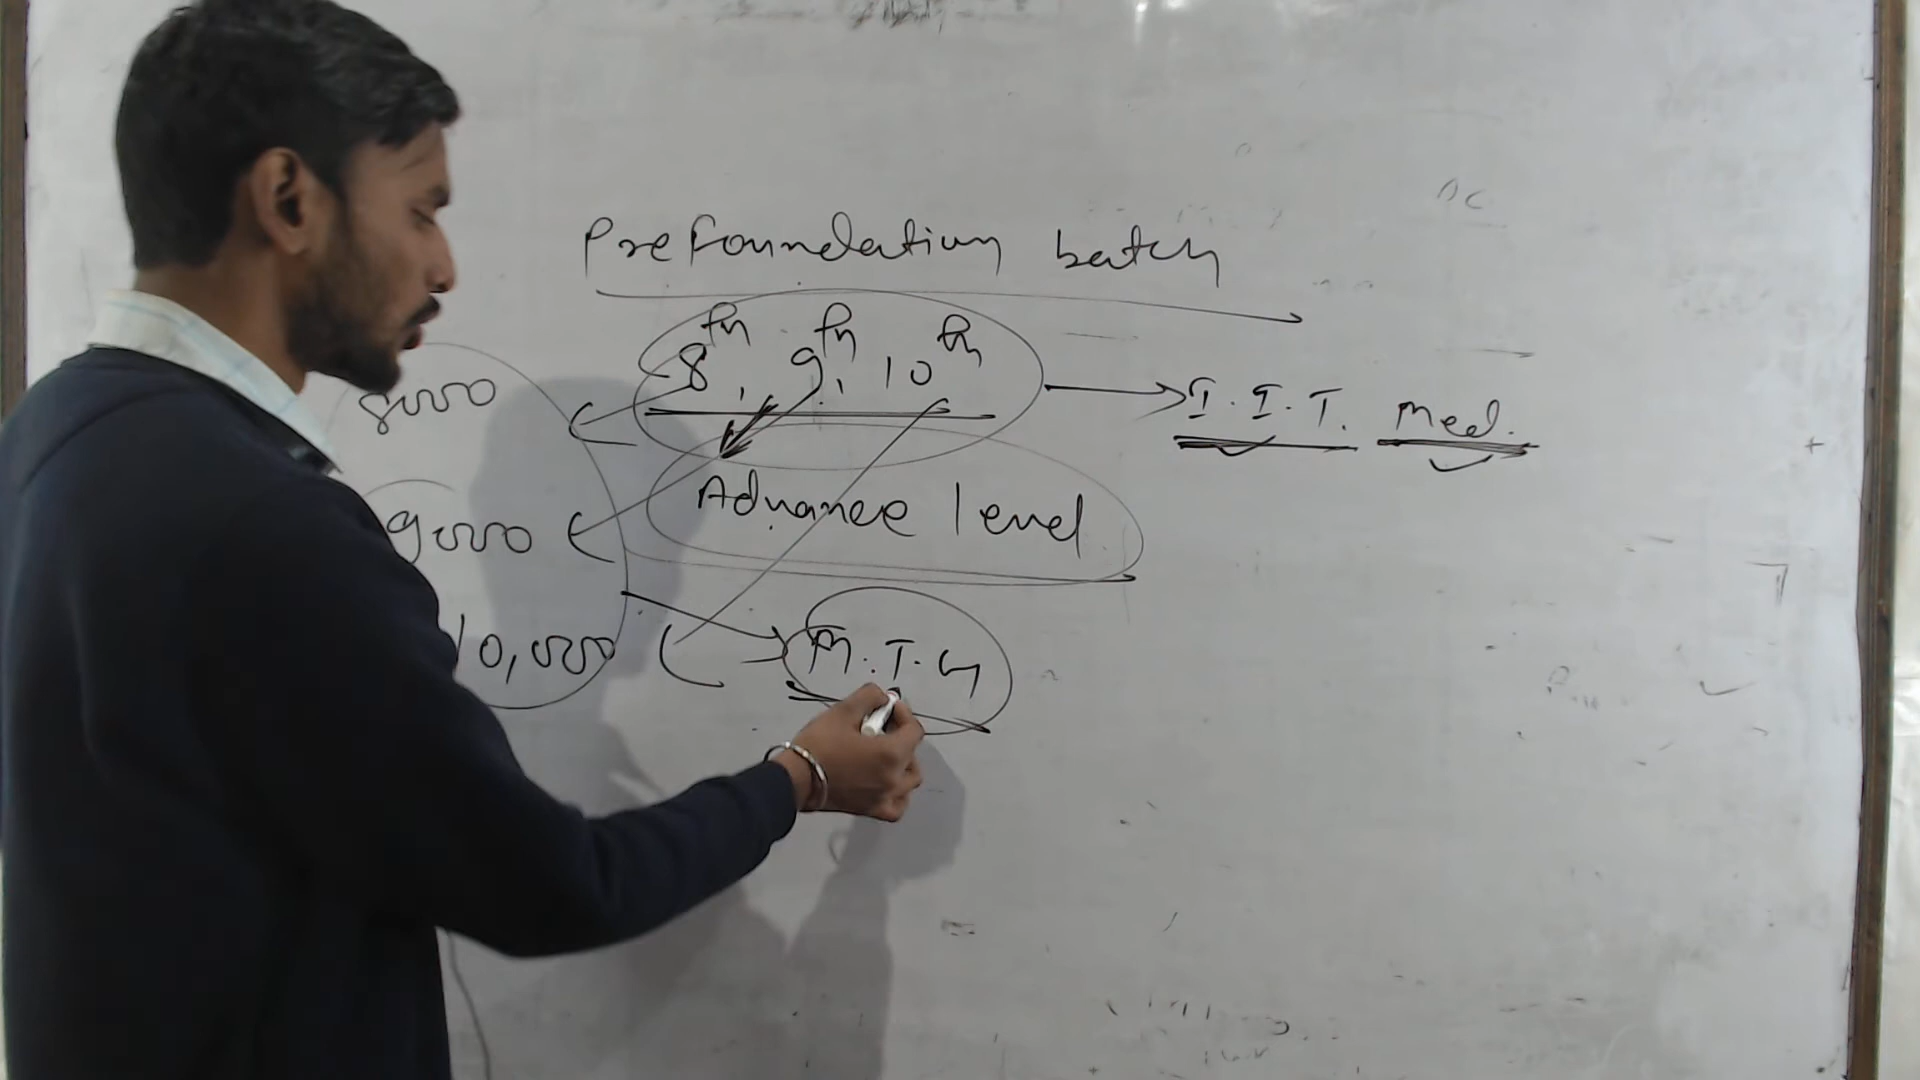 Prefoundation batch
8th, 9th, 10th
I.I.T. Med.
8000
Advance level
9000
10,000
M.T.G